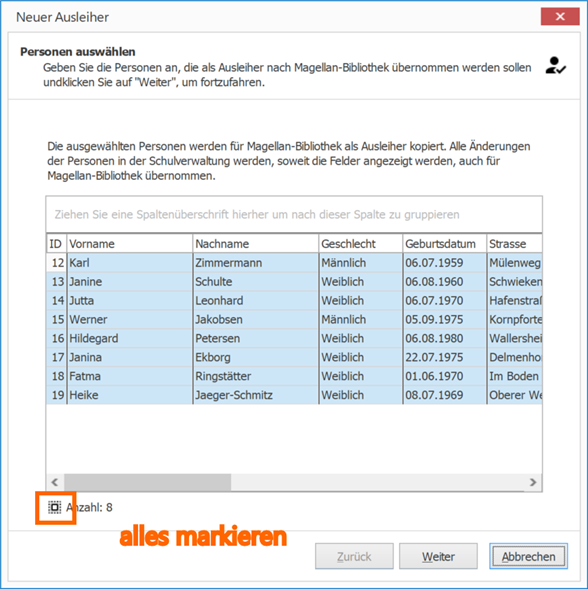 Neuer Ausleiher
Personen auswählen
Geben Sie die Personen an, die als Ausleiher nach Magellan-Bibliothek übernommen werden sollen
undklicken Sie auf "Weiter", um fortzufahren.
Die ausgewählten Personen werden für Magellan-Bibliothek als Ausleiher kopiert. Alle Änderungen
der Personen in der Schulverwaltung werden, soweit die Felder angezeigt werden, auch für
Magellan-Bibliothek übernommen.
Ziehen Sie eine Spaltenüberschrift hierher um nach dieser Spalte zu gruppieren
ID Vorname Nachname Geschlecht Geburtsdatum Strasse
12 Karl Zimmermann Männlich 06.07.1959 Mülenweg
13 Janine Schulte Weiblich 06.08.1960 Schwieken
14 Jutta Leonhard Weiblich 06.07.1970 Hafenstraß
15 Werner Jakobsen Männlich 05.09.1975 Kornpforte
16 Hildegard Petersen Weiblich 06.08.1980 Wallershei
17 Janina Ekborg Weiblich 22.07.1975 Delmenho
18 Fatma Ringstätter Weiblich 01.06.1970 Im Boden
19 Heike Jaeger-Schmitz Weiblich 08.07.1969 Oberer We
Anzahl: 8
alles markieren
Zurück Weiter Abbrechen